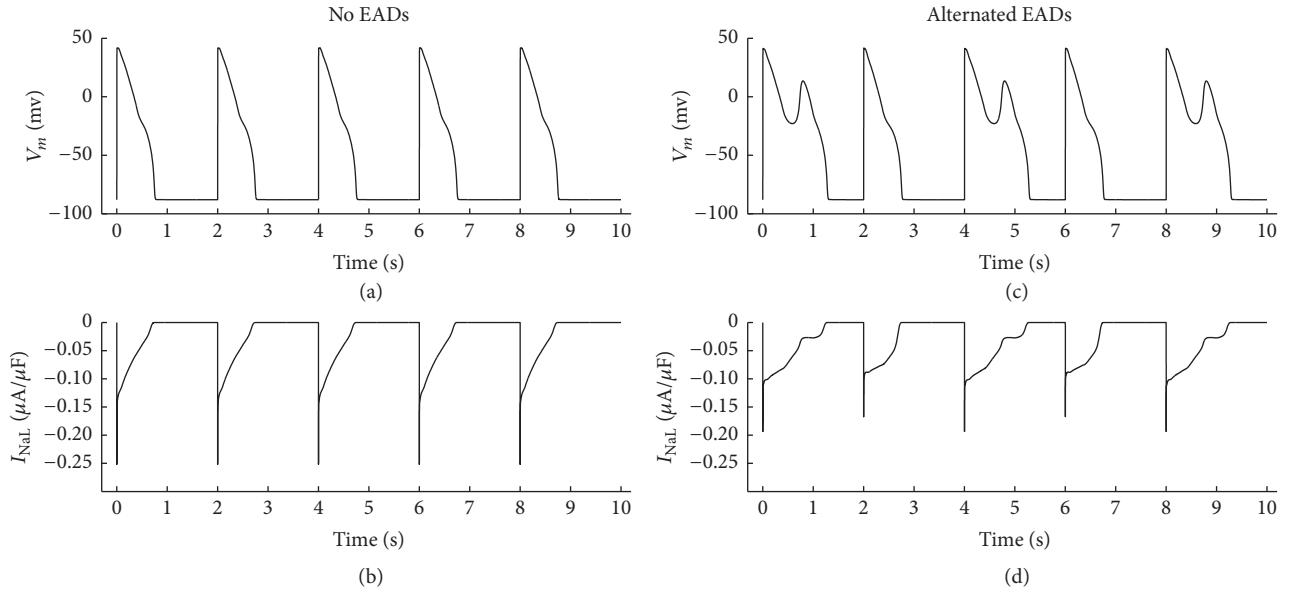 No EADs
50
0
−50
−100
V_m (mv)
0 1 2 3 4 5 6 7 8 9 10
Time (s)
(a)
Alternated EADs
50
0
−50
−100
V_m (mv)
0 1 2 3 4 5 6 7 8 9 10
Time (s)
(c)
0
−0.05
−0.10
−0.15
−0.20
−0.25
I_NaL (μA/μF)
0 1 2 3 4 5 6 7 8 9 10
Time (s)
(b)
0
−0.05
−0.10
−0.15
−0.20
−0.25
I_NaL (μA/μF)
0 1 2 3 4 5 6 7 8 9 10
Time (s)
(d)